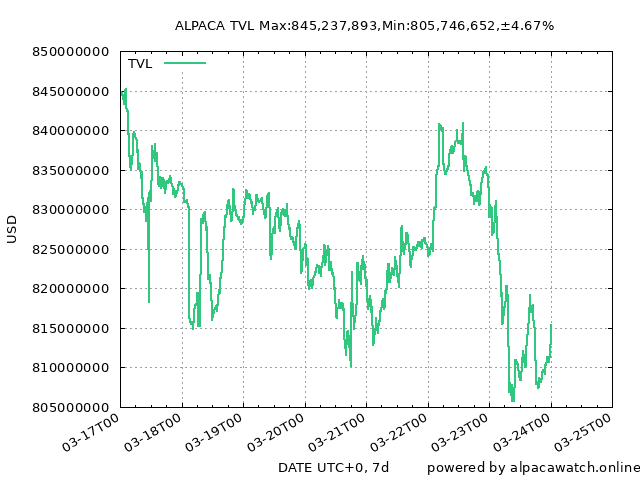 ALPACA TVL Max:845,237,893,Min:805,746,652,±4.67%
850000000
TVL
845000000
840000000
835000000
830000000
USD
825000000
820000000
815000000
810000000
805000000
03-17T00 03-18T00 03-19T00 03-20T00 03-21T00 03-22T00 03-23T00 03-24T00 03-25T00
DATE UTC+0, 7d powered by alpacawatch.online